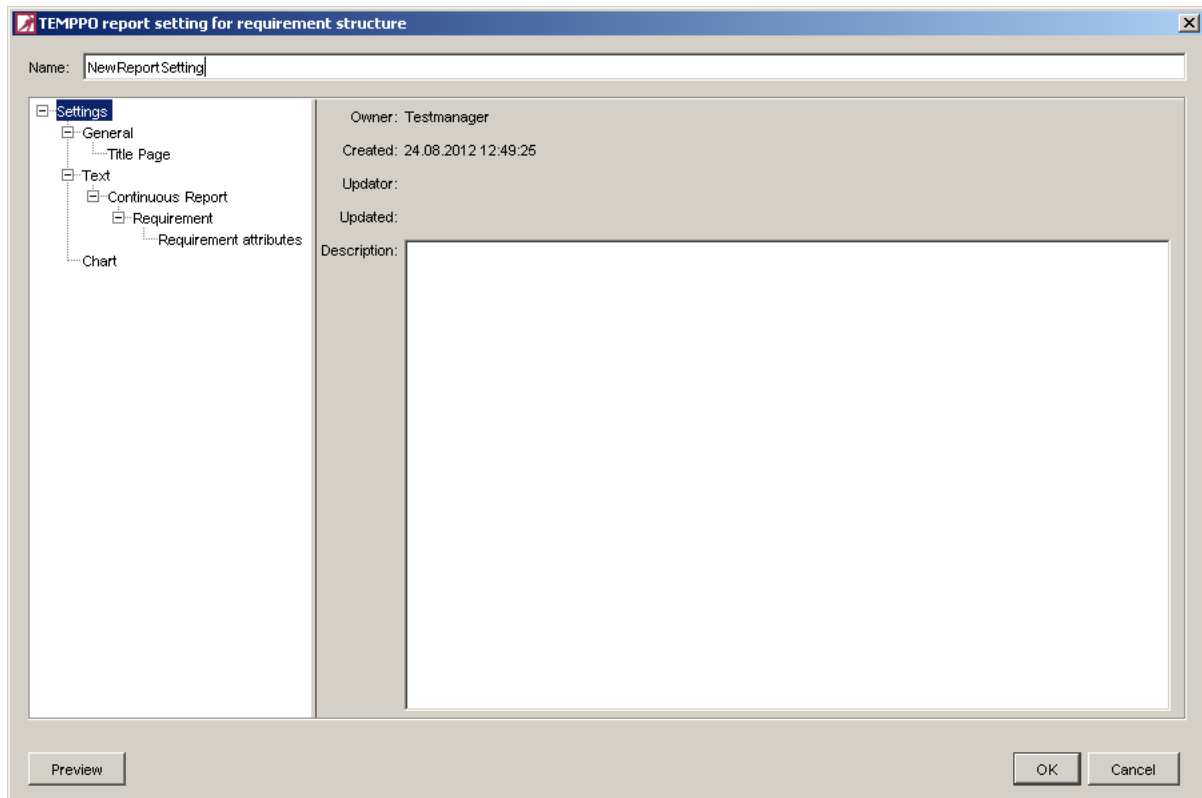 TEMPPO report setting for requirement structure
Name: NewReportSetting
Settings
General
Title Page
Text
Continuous Report
Requirement
Requirement attributes
Chart
Owner: Testmanager
Created: 24.08.2012 12:49:25
Updator:
Updated:
Description:
Preview
OK
Cancel